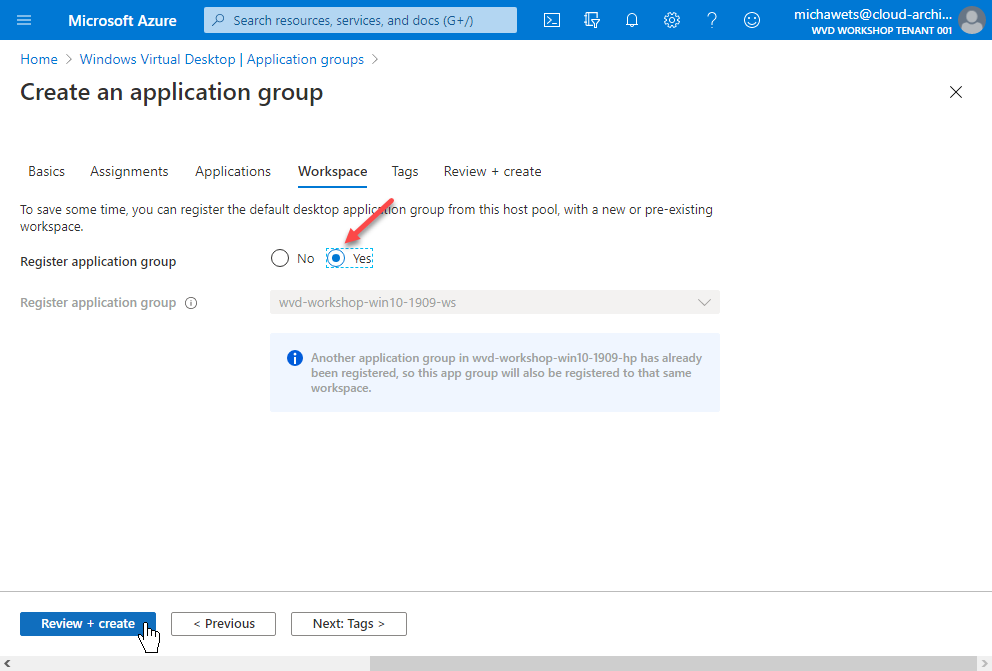 Microsoft Azure
Search resources, services, and docs (G+/)
michawets@cloud-archi...
WVD WORKSHOP TENANT 001
Home > Windows Virtual Desktop | Application groups >
Create an application group
Basics Assignments Applications Workspace Tags Review + create
To save some time, you can register the default desktop application group from this host pool, with a new or pre-existing
workspace.
Register application group
No Yes
Register application group
wvd-workshop-win10-1909-ws
Another application group in wvd-workshop-win10-1909-hp has already
been registered, so this app group will also be registered to that same
workspace.
Review + create < Previous Next: Tags >